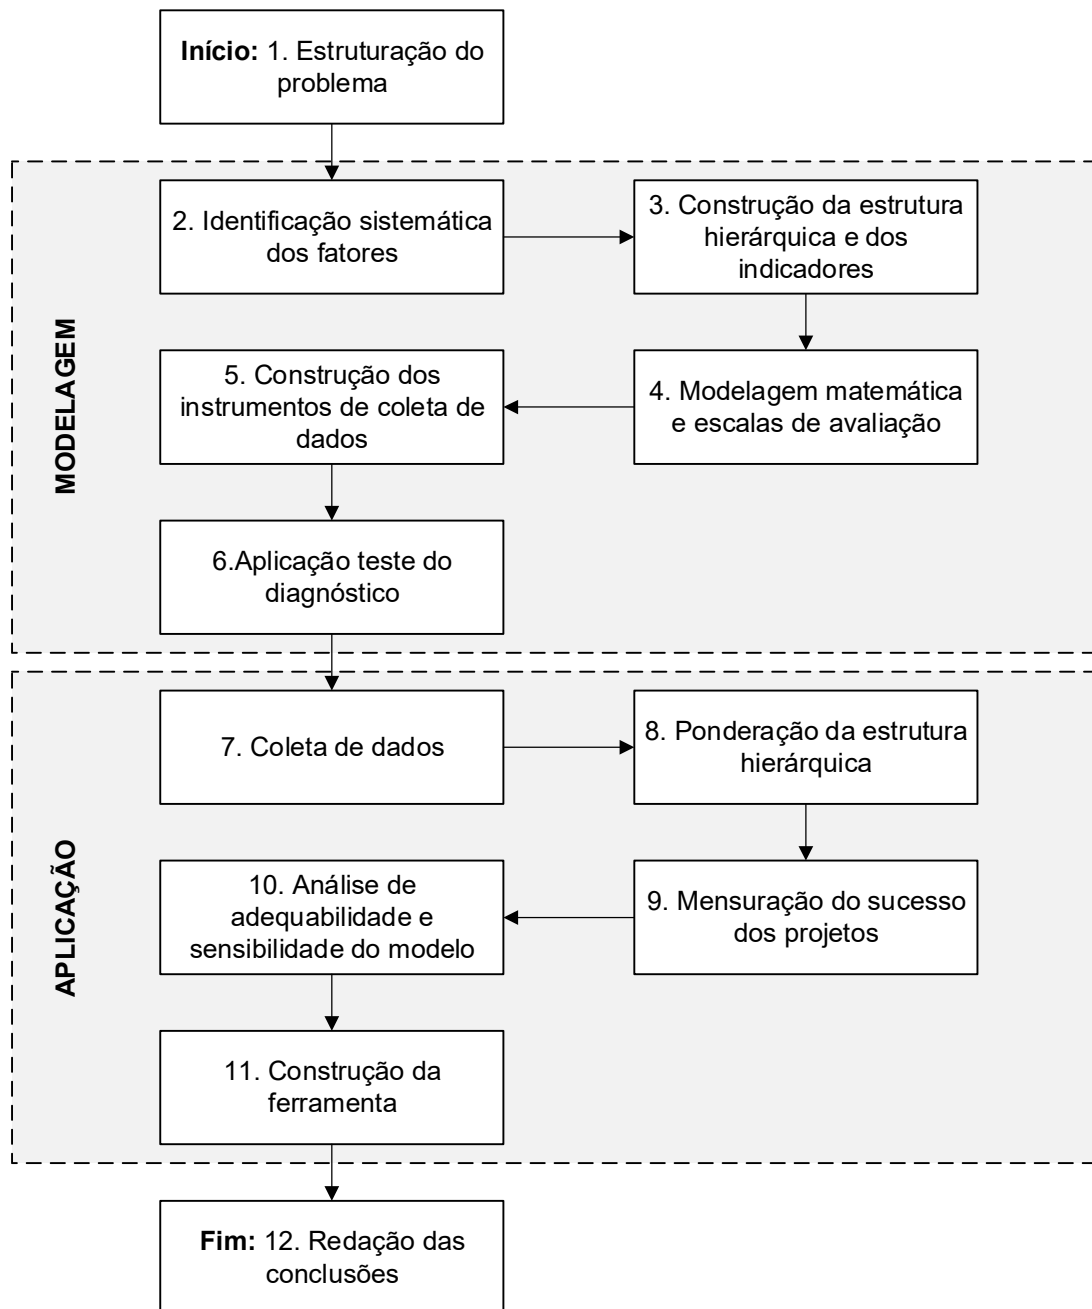 Início: 1. Estruturação do
problema
MODELAGEM
2. Identificação sistemática
dos fatores
3. Construção da estrutura
hierárquica e dos
indicadores
4. Modelagem matemática
e escalas de avaliação
5. Construção dos
instrumentos de coleta de
dados
6.Aplicação teste do
diagnóstico
APLICAÇÃO
7. Coleta de dados
8. Ponderação da estrutura
hierárquica
9. Mensuração do sucesso
dos projetos
10. Análise de
adequabilidade e
sensibilidade do modelo
11. Construção da
ferramenta
Fim: 12. Redação das
conclusões